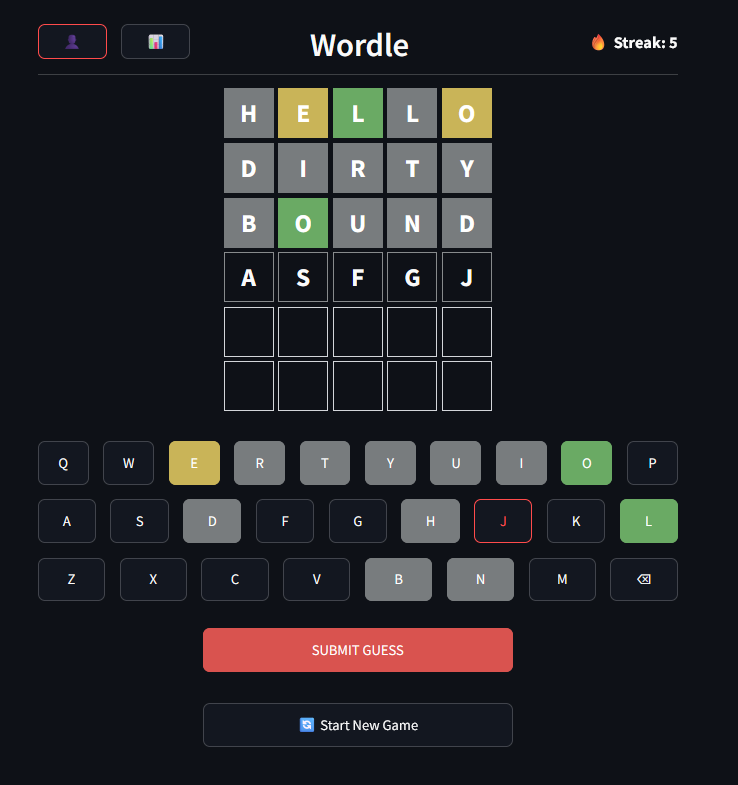 Wordle
🔥 Streak: 5
H E L L O
D I R T Y
B O U N D
A S F G J
Q W E R T Y U I O P
A S D F G H J K L
Z X C V B N M ⌫
SUBMIT GUESS
🔄 Start New Game